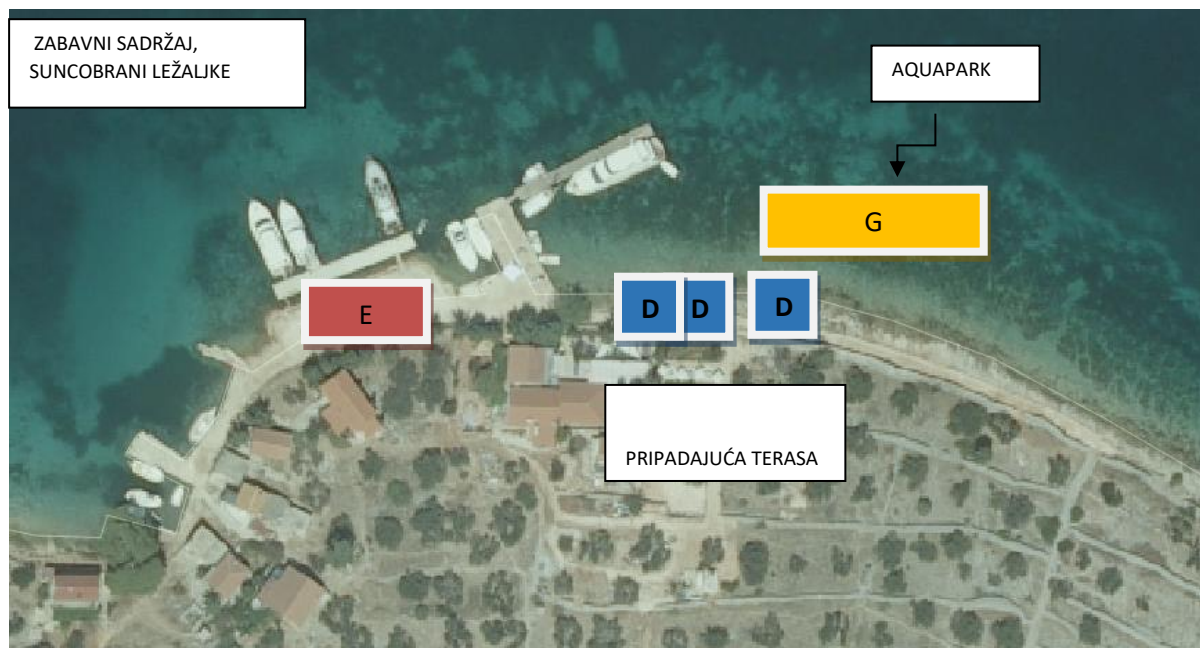 ZABAVNI SADRŽAJ,
SUNCOBRANI LEŽALJKE
AQUAPARK
G
D D D
E
PRIPADAJUĆA TERASA